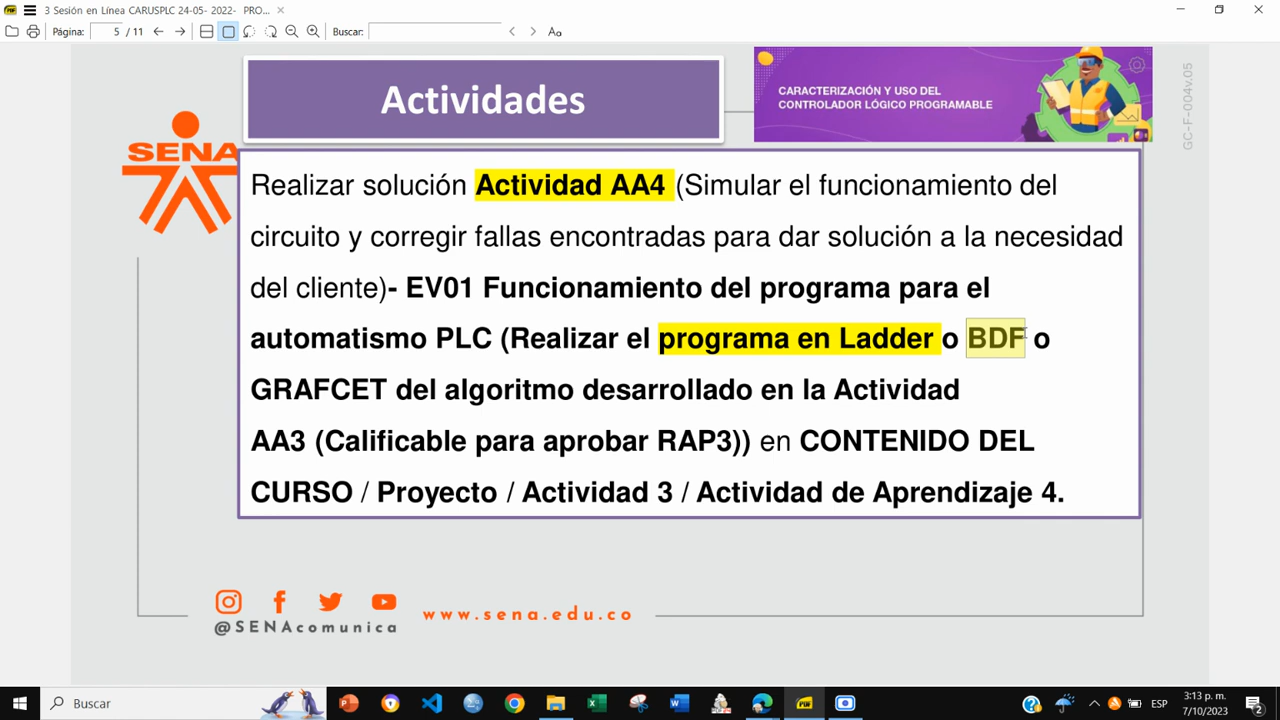 3 Sesión en Línea CARUSPLC 24-05- 2022- PRO...
Página: 5 / 11 Buscar: Aa
Actividades
CARACTERIZACIÓN Y USO DEL
CONTROLADOR LÓGICO PROGRAMABLE
GC-F-004v.05
SENA
Realizar solución Actividad AA4 (Simular el funcionamiento del
circuito y corregir fallas encontradas para dar solución a la necesidad
del cliente)- EV01 Funcionamiento del programa para el
automatismo PLC (Realizar el programa en Ladder o BDF o
GRAFCET del algoritmo desarrollado en la Actividad
AA3 (Calificable para aprobar RAP3)) en CONTENIDO DEL
CURSO / Proyecto / Actividad 3 / Actividad de Aprendizaje 4.
@SENAcomunica
www.sena.edu.co
Buscar
ESP
3:13 p. m.
7/10/2023
2